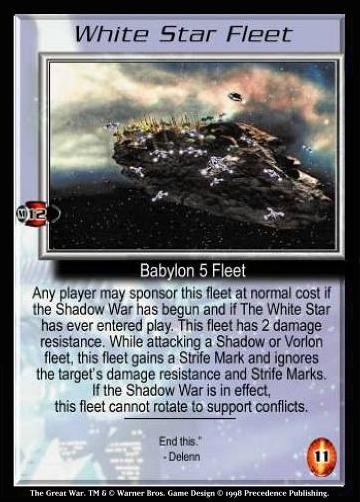 White Star Fleet
M 12
Babylon 5 Fleet
Any player may sponsor this fleet at normal cost if
the Shadow War has begun and if The White Star
has ever entered play. This fleet has 2 damage
resistance. While attacking a Shadow or Vorlon
fleet, this fleet gains a Strife Mark and ignores
the target's damage resistance and Strife Marks.
If the Shadow War is in effect,
this fleet cannot rotate to support conflicts.
End this."
- Delenn
11
The Great War. TM & © Warner Bros. Game Design © 1998 Precedence Publishing.